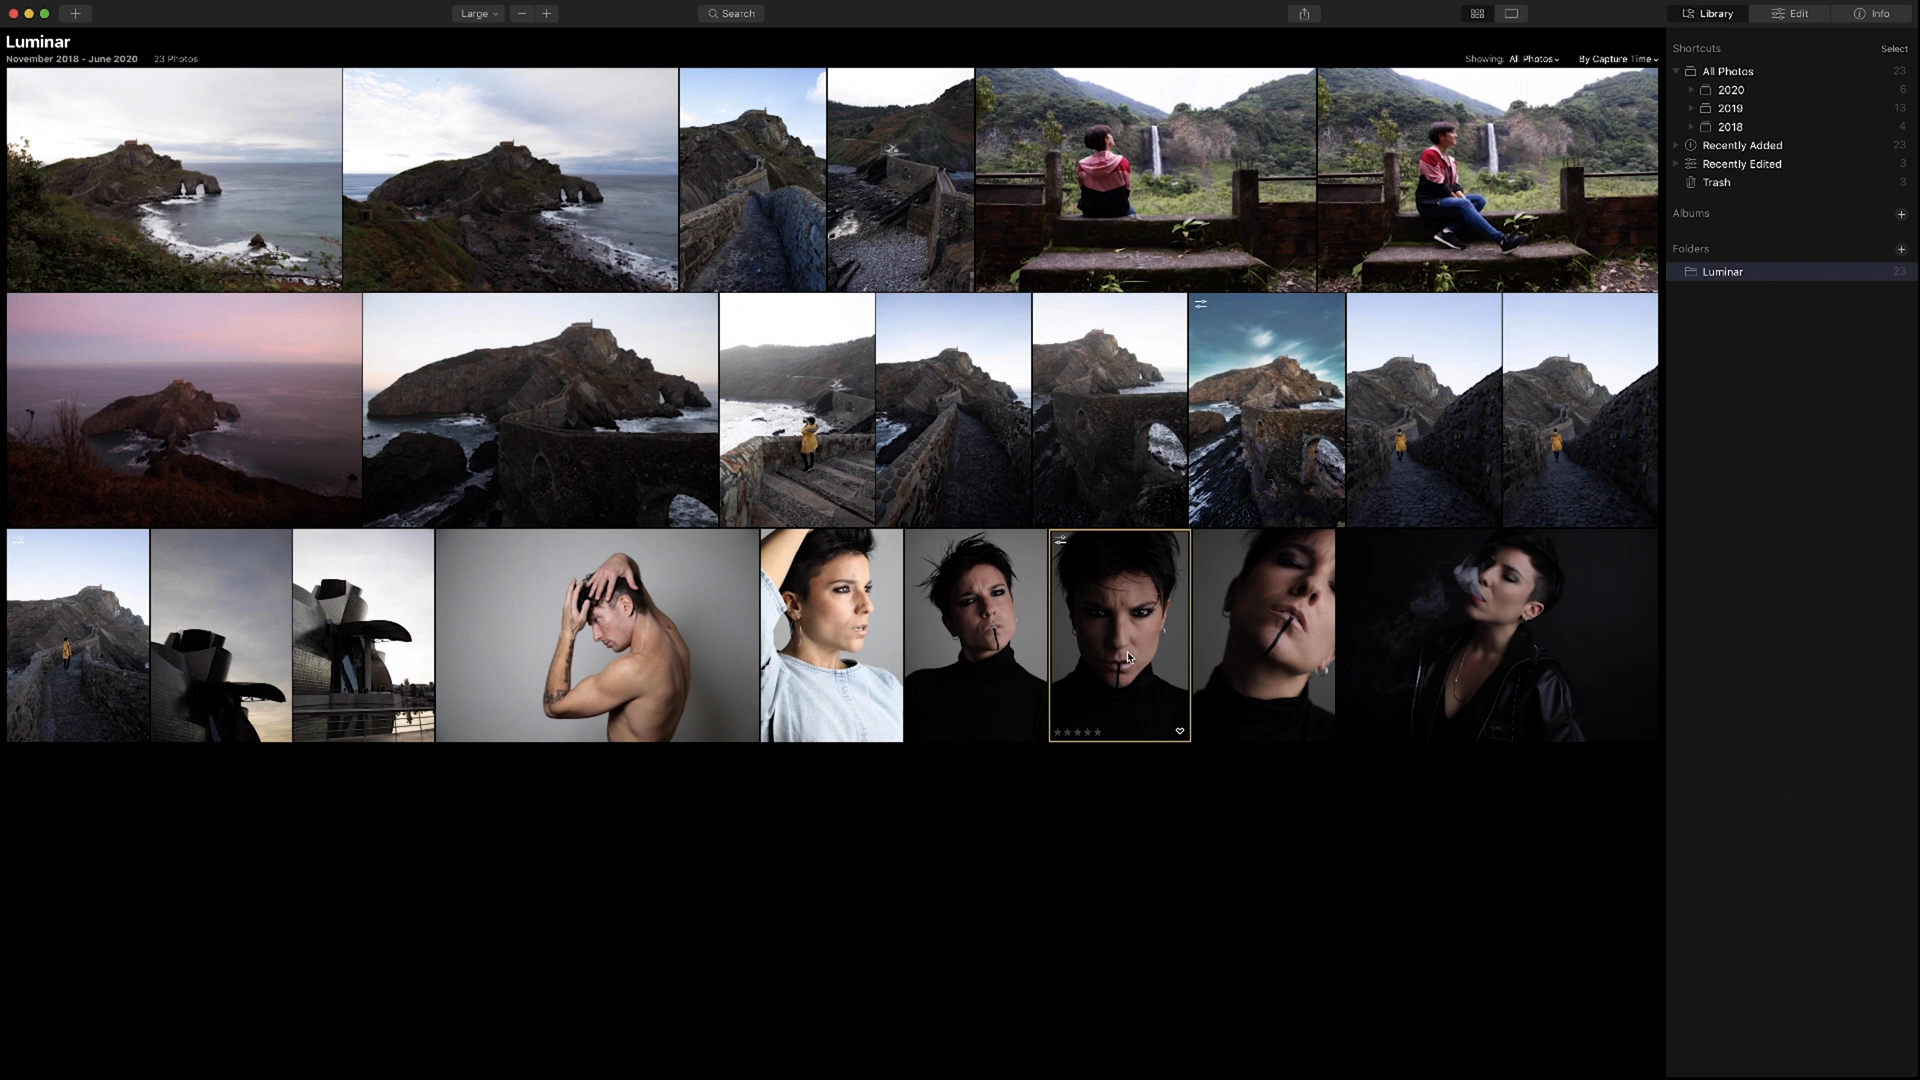 Large
Search
Library
Edit
Info
Luminar
November 2018 - June 2020 23 Photos
Showing: All Photos
By Capture Time
Shortcuts
Select
All Photos 23
2020 6
2019 13
2018 4
Recently Added 23
Recently Edited 3
Trash 3
Albums
Folders
Luminar 23